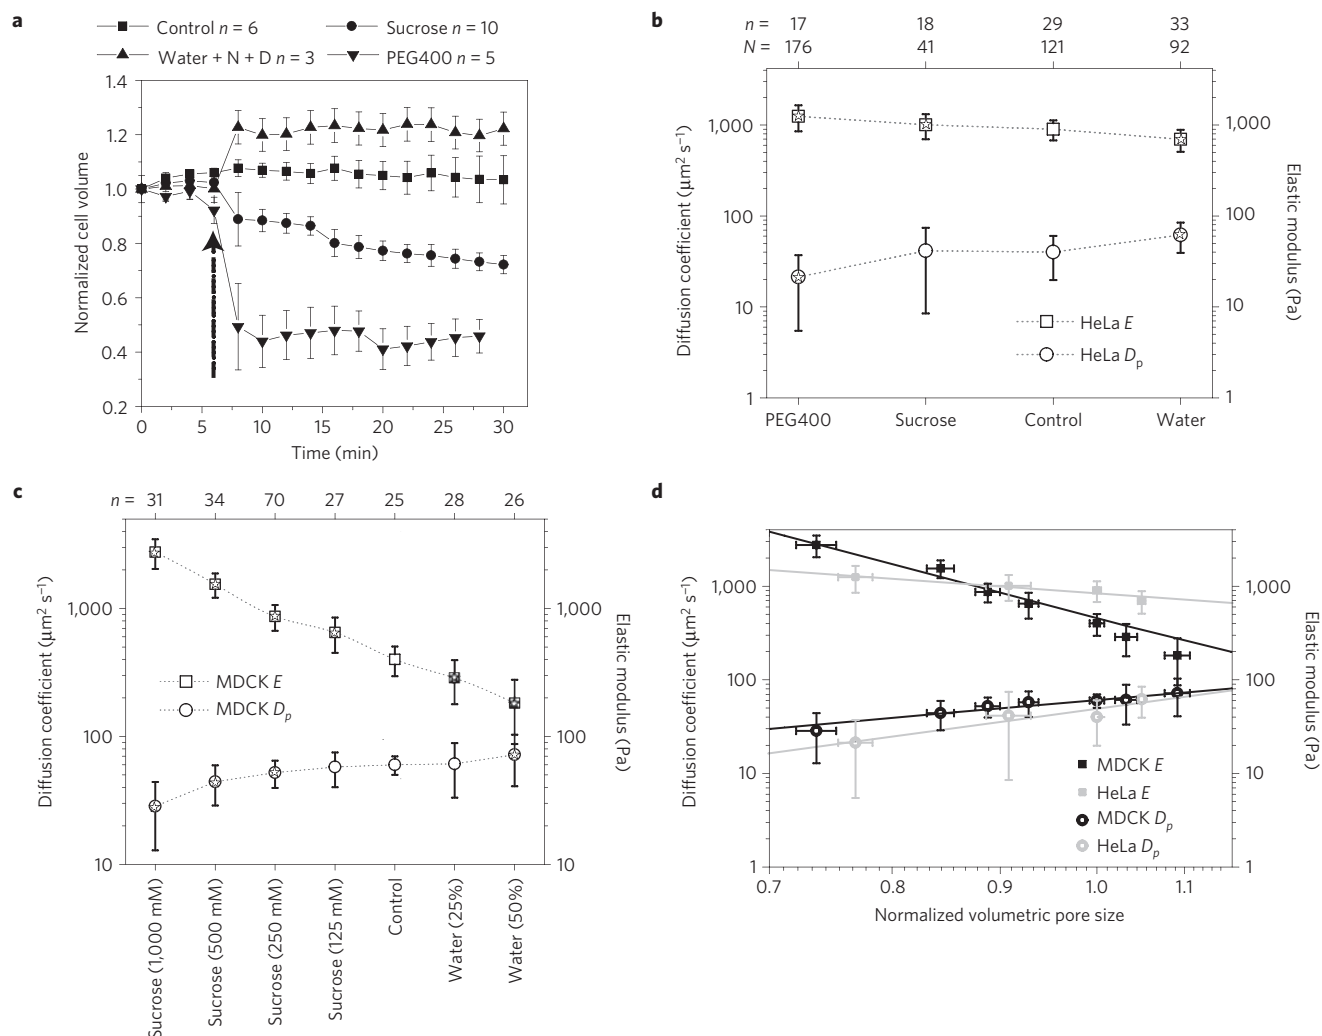 a
Control n = 6
Sucrose n = 10
Water + N + D n = 3
PEG400 n = 5
1.4
1.2
1.0
0.8
0.6
0.4
0.2
Normalized cell volume
0 5 10 15 20 25 30
Time (min)
b
n = 17 18 29 33
N = 176 41 121 92
1,000
100
10
1
Diffusion coefficient (μm² s⁻¹)
1,000
100
10
1
Elastic modulus (Pa)
HeLa E
HeLa Dp
PEG400 Sucrose Control Water
c
n = 31 34 70 27 25 28 26
1,000
100
10
Diffusion coefficient (μm² s⁻¹)
1,000
100
10
Elastic modulus (Pa)
MDCK E
MDCK Dp
Sucrose (1,000 mM)
Sucrose (500 mM)
Sucrose (250 mM)
Sucrose (125 mM)
Control
Water (25%)
Water (50%)
d
1,000
100
10
1
Diffusion coefficient (μm² s⁻¹)
1,000
100
10
1
Elastic modulus (Pa)
MDCK E
HeLa E
MDCK Dp
HeLa Dp
0.7 0.8 0.9 1.0 1.1
Normalized volumetric pore size